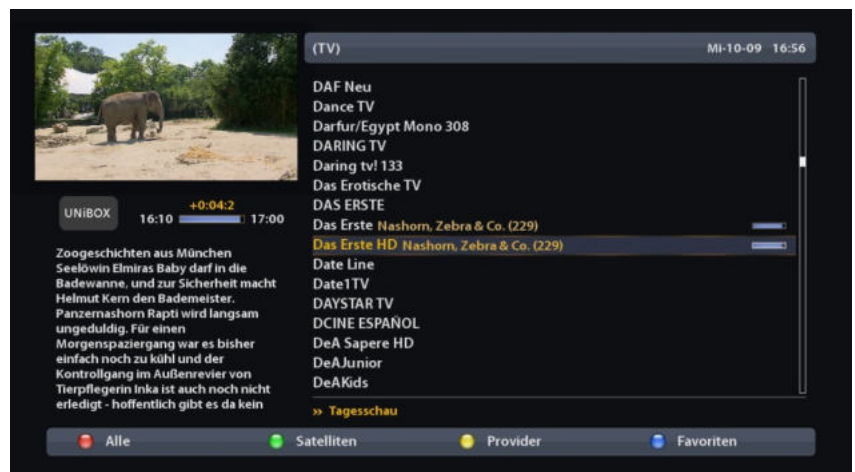 (TV)
Mi-10-09 16:56
DAF Neu
Dance TV
Darfur/Egypt Mono 308
DARING TV
Daring tv! 133
Das Erotische TV
DAS ERSTE
Das Erste Nashorn, Zebra & Co. (229)
Das Erste HD Nashorn, Zebra & Co. (229)
Date Line
Date1TV
DAYSTAR TV
DCINE ESPAÑOL
DeA Sapere HD
DeAJunior
DeAKids
» Tagesschau
UNiBOX
+0:04:2
16:10 17:00
Zoogeschichten aus München
Seelöwin Elmiras Baby darf in die
Badewanne, und zur Sicherheit macht
Helmut Kern den Bademeister.
Panzernashorn Rapti wird langsam
ungeduldig. Für einen
Morgenspaziergang war es bisher
einfach noch zu kühl und der
Kontrollgang im Außenrevier von
Tierpflegerin Inka ist auch noch nicht
erledigt - hoffentlich gibt es da kein
Alle
Satelliten
Provider
Favoriten